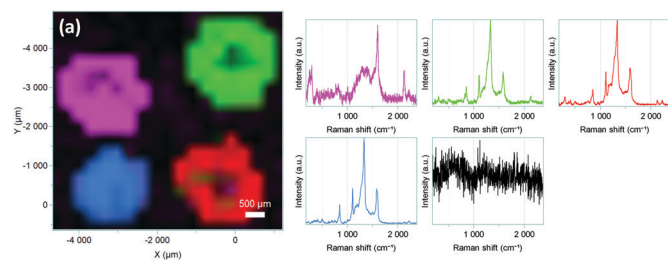 (a)
-4 000
-3 000
-2 000
-1 000
0
Y (µm)
500 µm
-4 000
-2 000
0
X (µm)
Intensity (a.u.)
1 000
2 000
Raman shift (cm⁻¹)
Intensity (a.u.)
1 000
2 000
Raman shift (cm⁻¹)
Intensity (a.u.)
1 000
2 000
Raman shift (cm⁻¹)
Intensity (a.u.)
1 000
2 000
Raman shift (cm⁻¹)
Intensity (a.u.)
1 000
2 000
Raman shift (cm⁻¹)